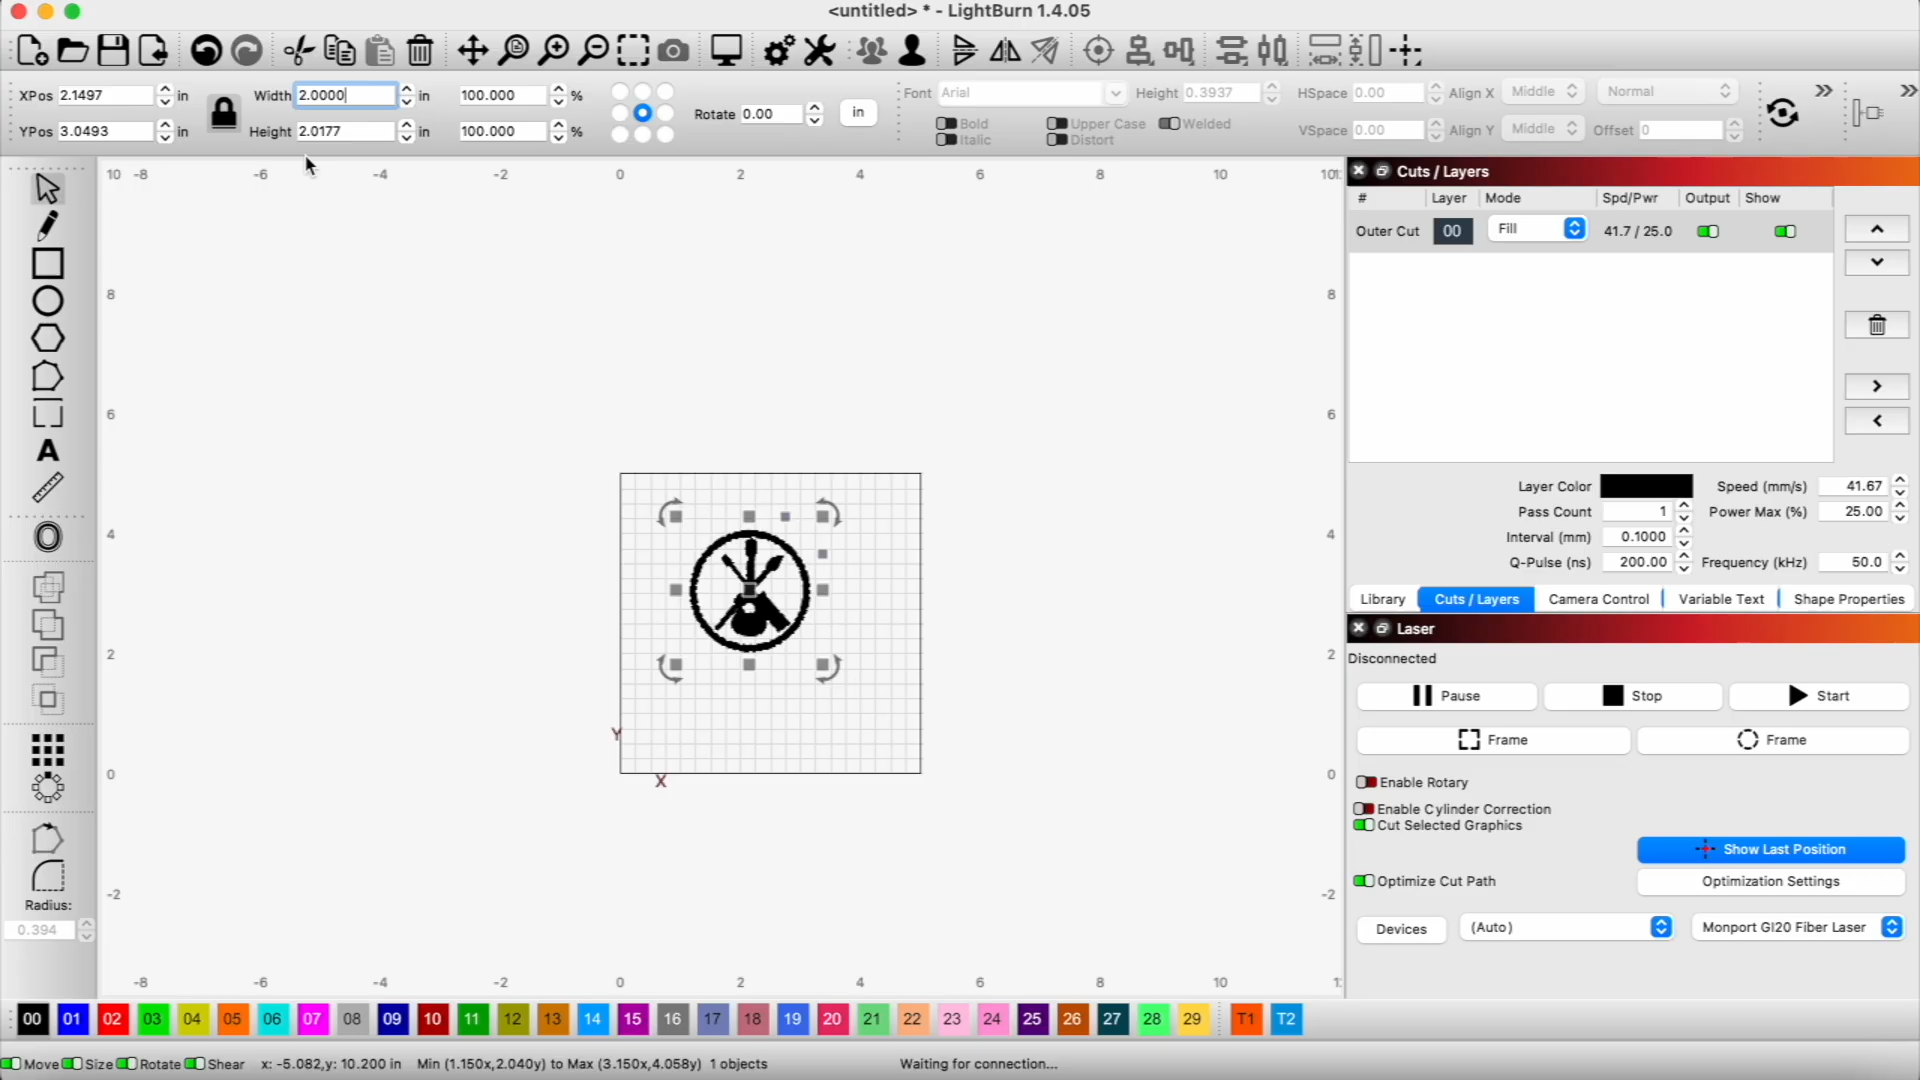 <untitled> * - LightBurn 1.4.05
XPos 2.1497 in Width 2.0000 in 100.000 %
YPos 3.0493 in Height 2.0177 in 100.000 %
Rotate 0.00 in
Font Arial Height 0.3937 HSpace 0.00 Align X Middle Normal
Bold Upper Case Welded
Italic Distort
VSpace 0.00 Align Y Middle Offset 0
10 -8 -6 -4 -2 0 2 4 6 8 10 10
8 8
6 6
4 4
2 2
0 0
-2 -2
Y
X
-8 -6 -4 -2 0 2 4 6 8 10 1
A
Radius:
0.394
Cuts / Layers
# Layer Mode Spd/Pwr Output Show
Outer Cut 00 Fill 41.7 / 25.0
Layer Color Speed (mm/s) 41.67
Pass Count 1 Power Max (%) 25.00
Interval (mm) 0.1000
Q-Pulse (ns) 200.00 Frequency (kHz) 50.0
Library Cuts / Layers Camera Control Variable Text Shape Properties
Laser
Disconnected
Pause Stop Start
Frame Frame
Enable Rotary
Enable Cylinder Correction
Cut Selected Graphics
Show Last Position
Optimize Cut Path Optimization Settings
Devices (Auto) Monport GI20 Fiber Laser
00 01 02 03 04 05 06 07 08 09 10 11 12 13 14 15 16 17 18 19 20 21 22 23 24 25 26 27 28 29 T1 T2
Move Size Rotate Shear x: -5.082,y: 10.200 in Min (1.150x,2.040y) to Max (3.150x,4.058y) 1 objects Waiting for connection...